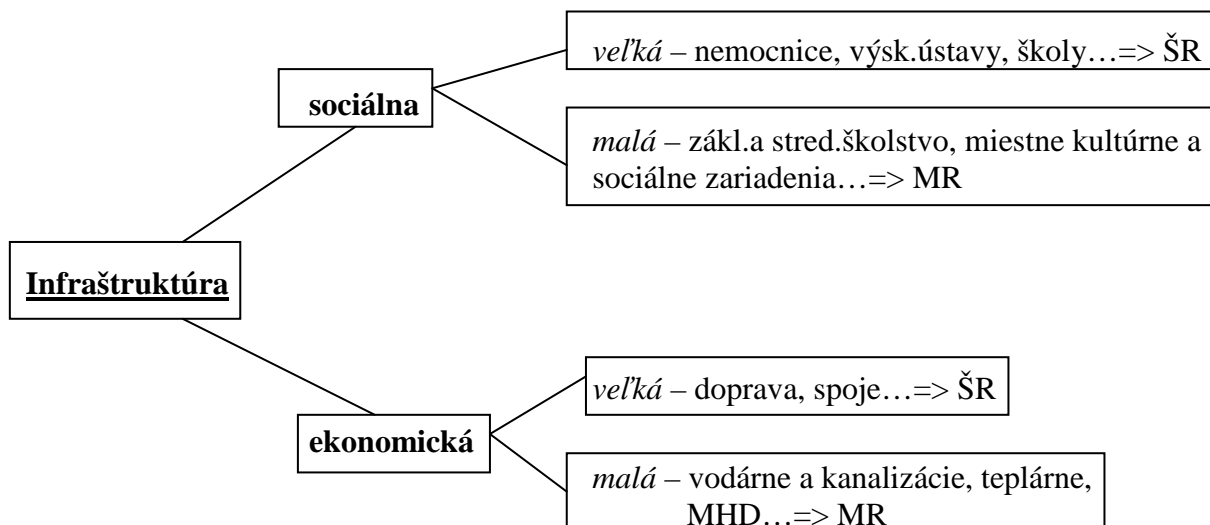 veľká – nemocnice, výsk.ústavy, školy…=> ŠR
sociálna
malá – zákl.a stred.školstvo, miestne kultúrne a
sociálne zariadenia…=> MR
Infraštruktúra
veľká – doprava, spoje…=> ŠR
ekonomická
malá – vodárne a kanalizácie, teplárne,
MHD…=> MR